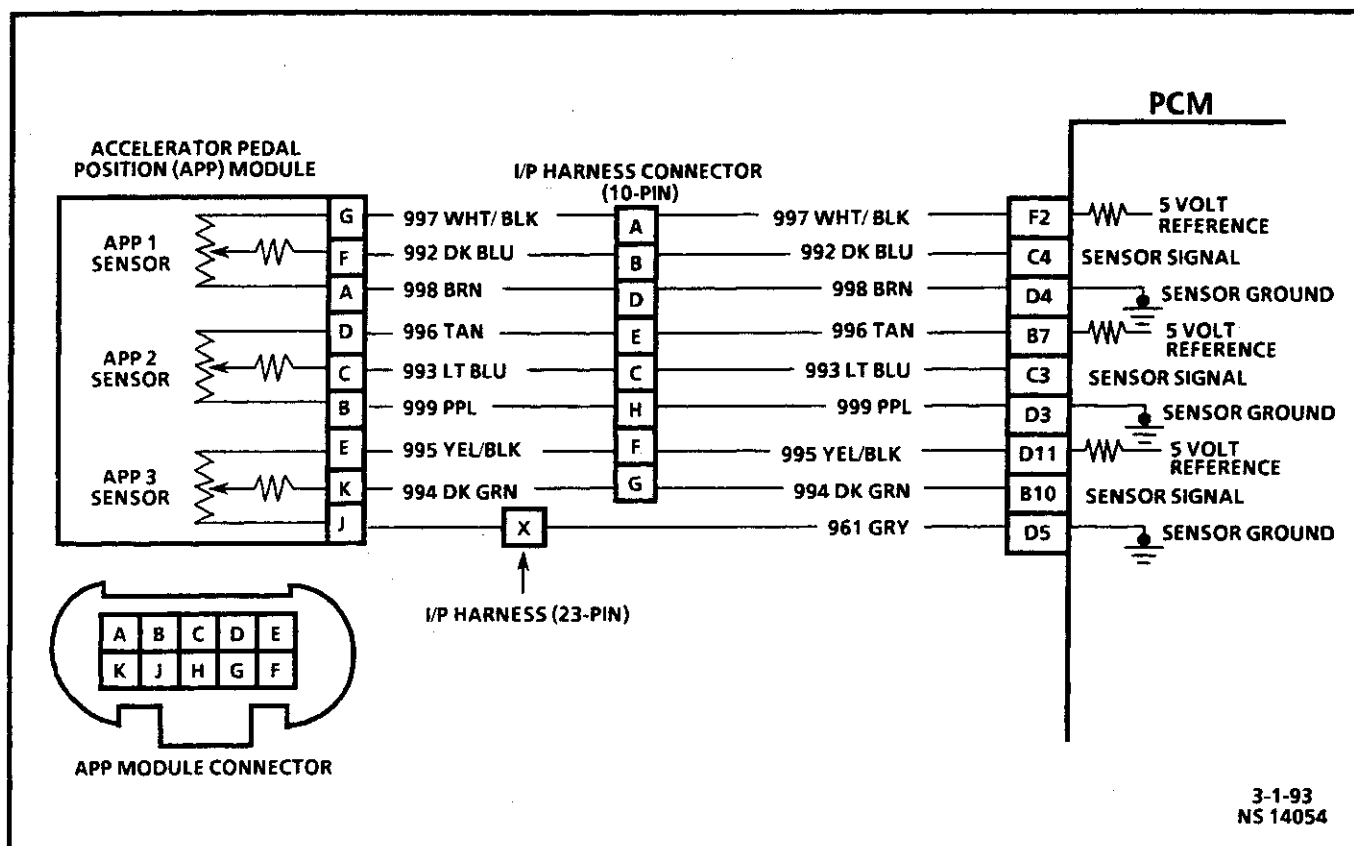 PCM
ACCELERATOR PEDAL
POSITION (APP) MODULE
I/P HARNESS CONNECTOR
(10-PIN)
APP 1
SENSOR
G 997 WHT/ BLK A 997 WHT/ BLK F2 5 VOLT
REFERENCE
F 992 DK BLU B 992 DK BLU C4 SENSOR SIGNAL
A 998 BRN D 998 BRN D4 SENSOR GROUND
APP 2
SENSOR
D 996 TAN E 996 TAN B7 5 VOLT
REFERENCE
C 993 LT BLU C 993 LT BLU C3 SENSOR SIGNAL
B 999 PPL H 999 PPL D3 SENSOR GROUND
APP 3
SENSOR
E 995 YEL/BLK F 995 YEL/BLK D11 5 VOLT
REFERENCE
K 994 DK GRN G 994 DK GRN B10 SENSOR SIGNAL
J X 961 GRY D5 SENSOR GROUND
I/P HARNESS (23-PIN)
A B C D E
K J H G F
APP MODULE CONNECTOR
3-1-93
NS 14054